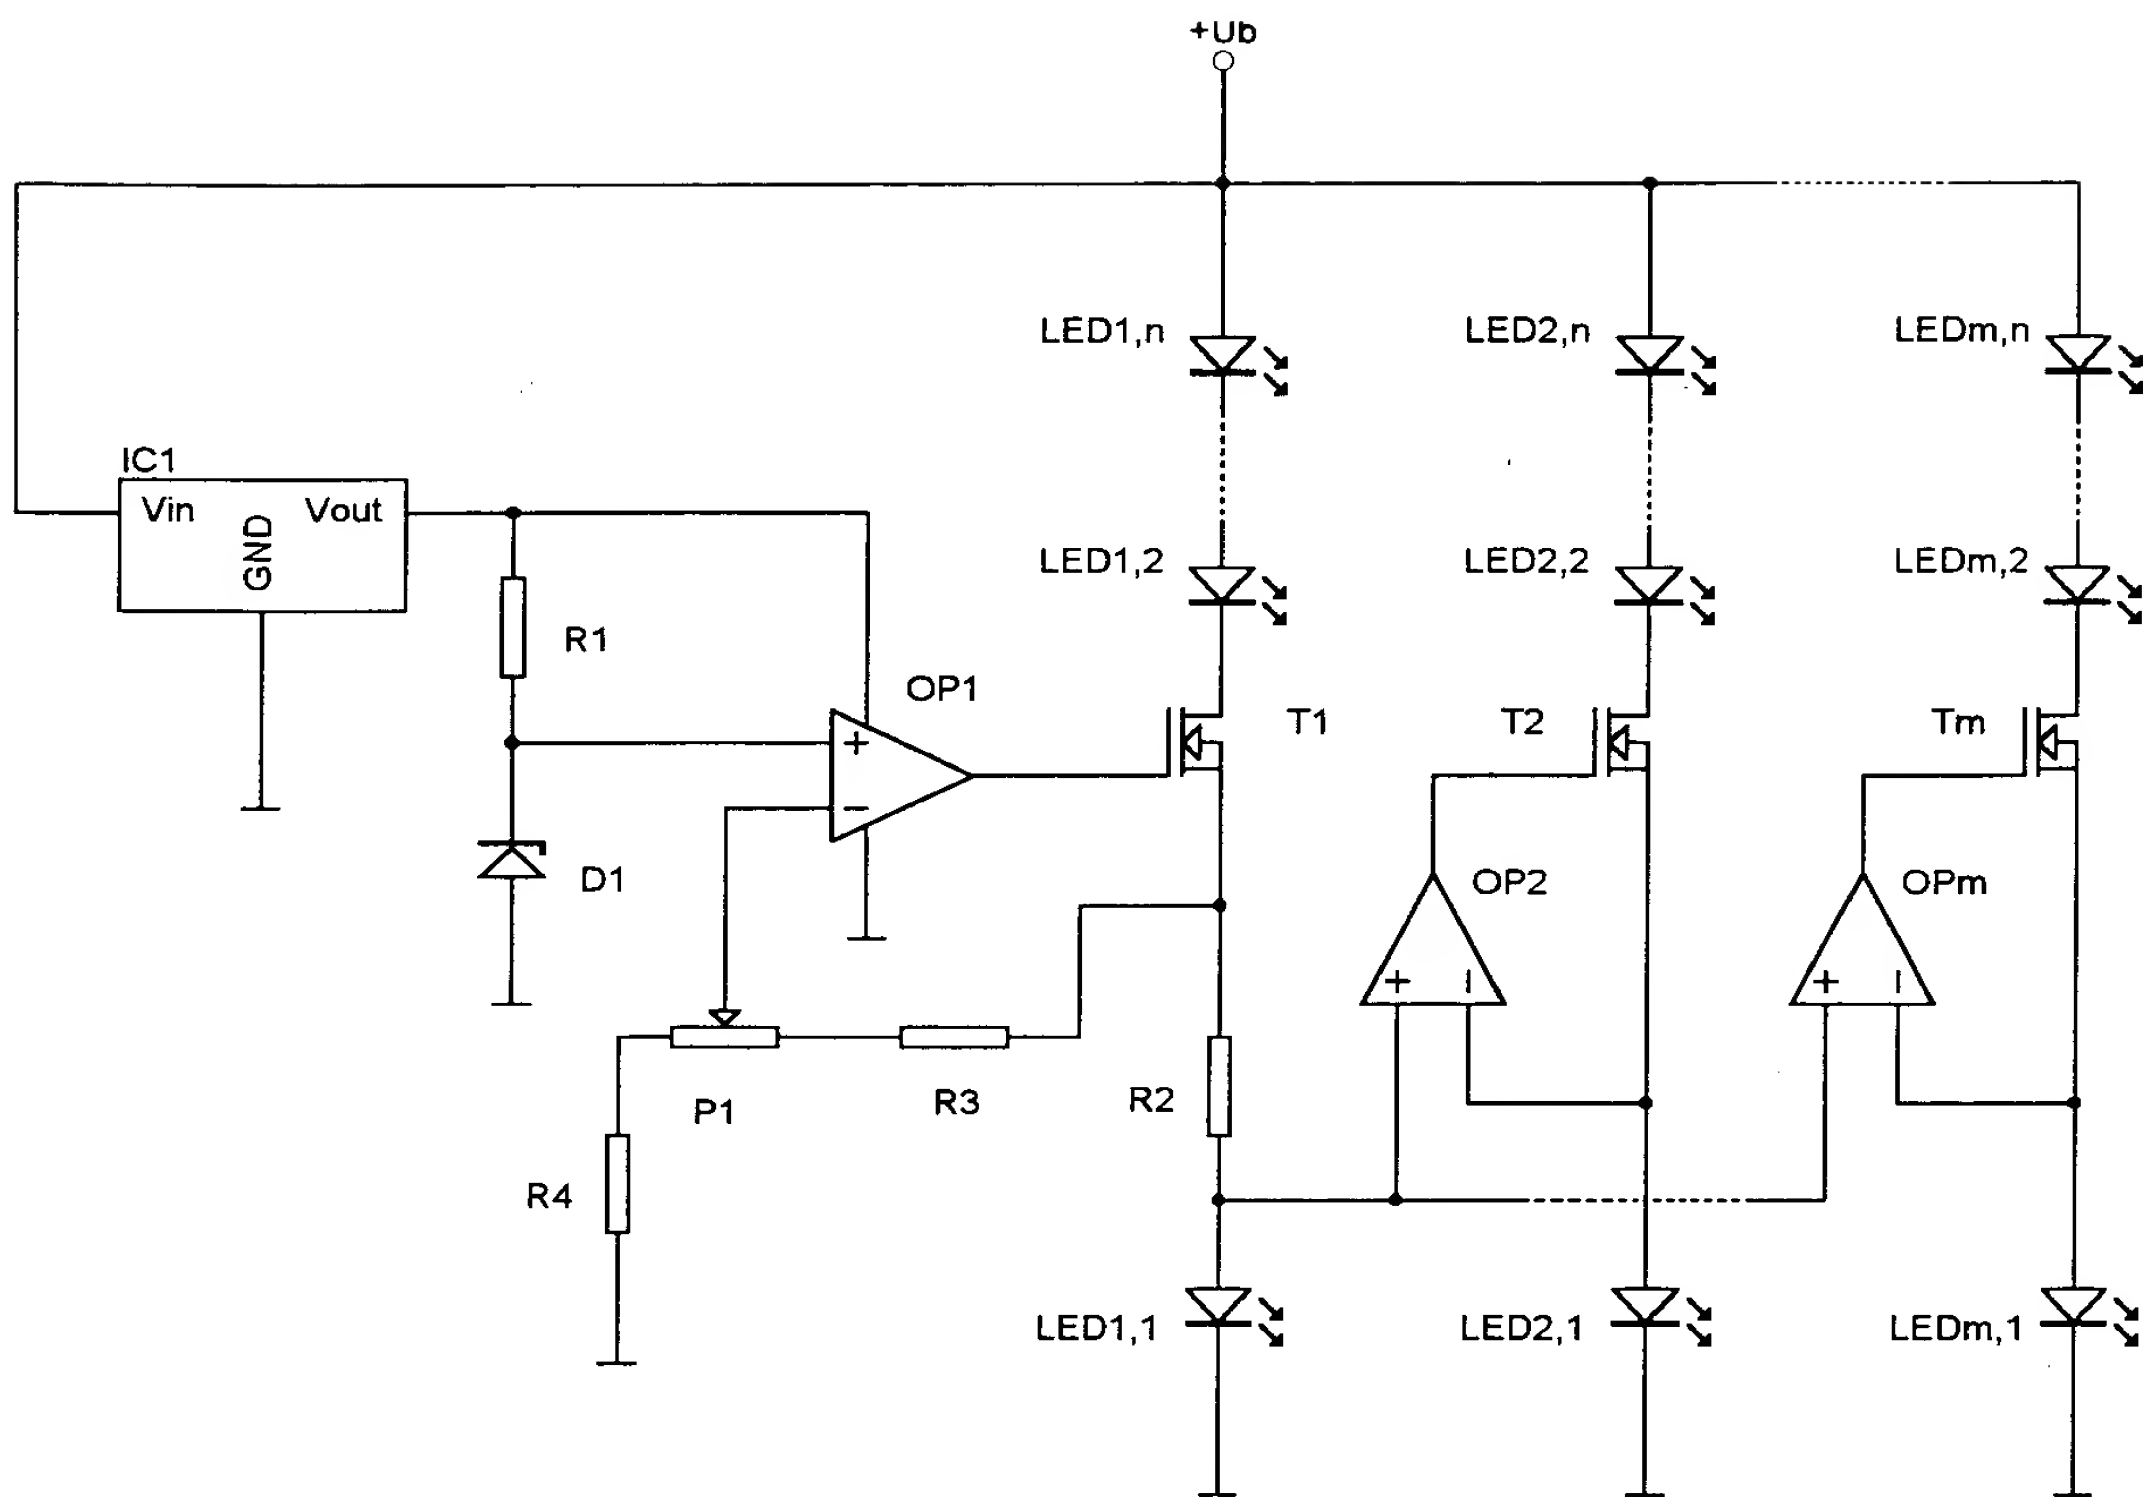 +Ub
LED1,n
LED2,n
LEDm,n
IC1
Vin
Vout
GND
LED1,2
LED2,2
LEDm,2
R1
OP1
T1
T2
Tm
+
−
D1
OP2
OPm
+
−
+
−
P1
R3
R2
R4
LED1,1
LED2,1
LEDm,1